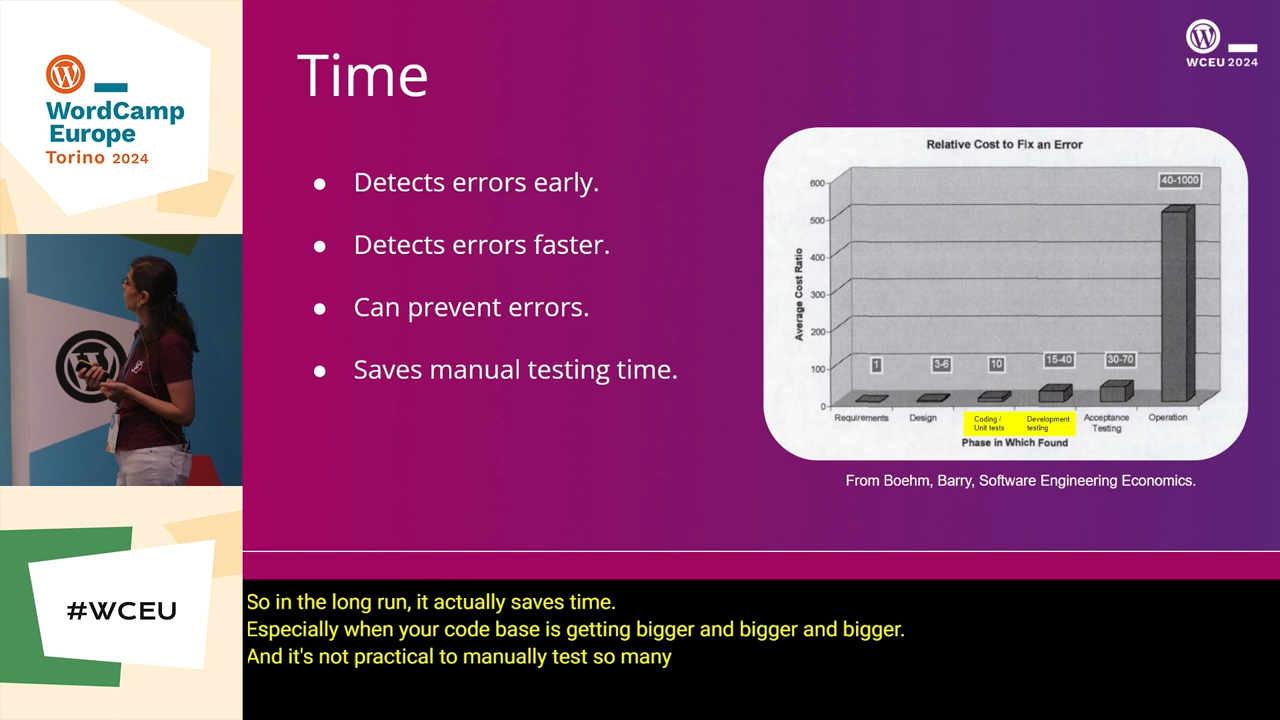 WordCamp
Europe
Torino 2024
#WCEU
Time
WCEU 2024
● Detects errors early.
● Detects errors faster.
● Can prevent errors.
● Saves manual testing time.
Relative Cost to Fix an Error
Average Cost Ratio
600
500
400
300
200
100
0
1
3-6
10
15-40
30-70
40-1000
Requirements
Design
Coding /
Unit tests
Development
testing
Acceptance
Testing
Operation
Phase in Which Found
From Boehm, Barry, Software Engineering Economics.
So in the long run, it actually saves time.
Especially when your code base is getting bigger and bigger and bigger.
And it's not practical to manually test so many